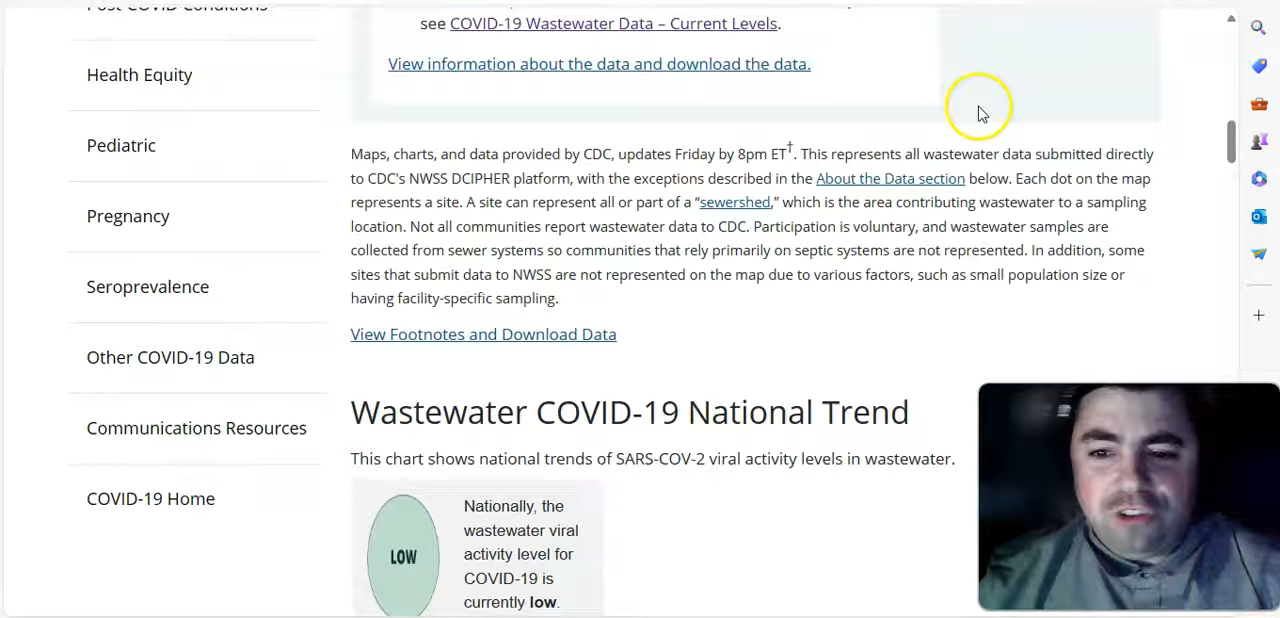 Post-COVID Conditions
Health Equity
Pediatric
Pregnancy
Seroprevalence
Other COVID-19 Data
Communications Resources
COVID-19 Home
see COVID-19 Wastewater Data – Current Levels.
View information about the data and download the data.
Maps, charts, and data provided by CDC, updates Friday by 8pm ET†. This represents all wastewater data submitted directly
to CDC's NWSS DCIPHER platform, with the exceptions described in the About the Data section below. Each dot on the map
represents a site. A site can represent all or part of a “sewershed,” which is the area contributing wastewater to a sampling
location. Not all communities report wastewater data to CDC. Participation is voluntary, and wastewater samples are
collected from sewer systems so communities that rely primarily on septic systems are not represented. In addition, some
sites that submit data to NWSS are not represented on the map due to various factors, such as small population size or
having facility-specific sampling.
View Footnotes and Download Data
Wastewater COVID-19 National Trend
This chart shows national trends of SARS-COV-2 viral activity levels in wastewater.
LOW
Nationally, the
wastewater viral
activity level for
COVID-19 is
currently low.